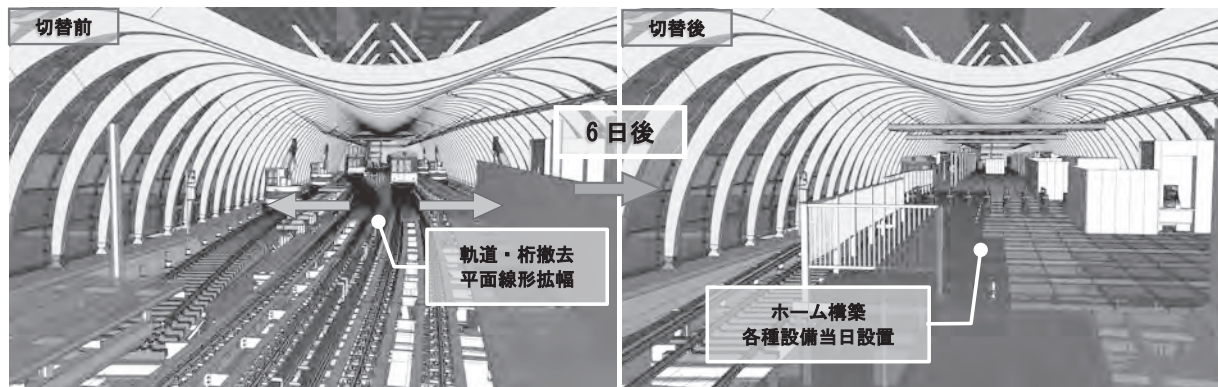 切替前
切替後
6日後
軌道・桁撤去
平面線形拡幅
ホーム構築
各種設備当日設置